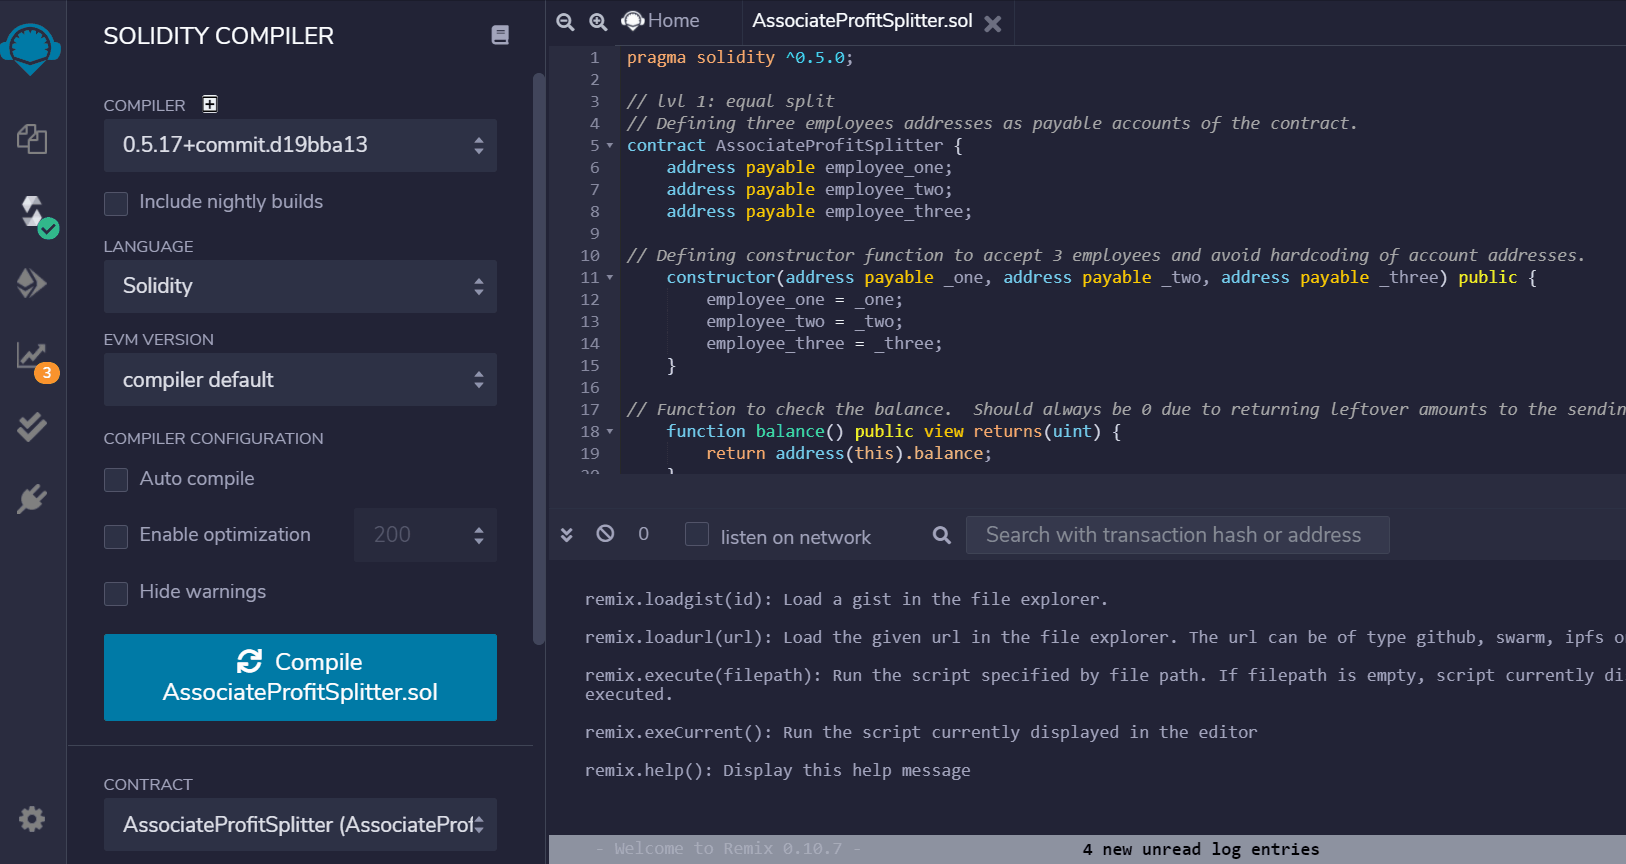 SOLIDITY COMPILER
COMPILER
0.5.17+commit.d19bba13
Include nightly builds
LANGUAGE
Solidity
EVM VERSION
compiler default
COMPILER CONFIGURATION
Auto compile
Enable optimization 200
Hide warnings
Compile
AssociateProfitSplitter.sol
CONTRACT
AssociateProfitSplitter (AssociateProf
3
Home AssociateProfitSplitter.sol
1 pragma solidity ^0.5.0;
2
3 // lvl 1: equal split
4 // Defining three employees addresses as payable accounts of the contract.
5 contract AssociateProfitSplitter {
6 address payable employee_one;
7 address payable employee_two;
8 address payable employee_three;
9
10 // Defining constructor function to accept 3 employees and avoid hardcoding of account addresses.
11 constructor(address payable _one, address payable _two, address payable _three) public {
12 employee_one = _one;
13 employee_two = _two;
14 employee_three = _three;
15 }
16
17 // Function to check the balance.  Should always be 0 due to returning leftover amounts to the sendin
18 function balance() public view returns(uint) {
19 return address(this).balance;
20 }
0 listen on network Search with transaction hash or address
remix.loadgist(id): Load a gist in the file explorer.
remix.loadurl(url): Load the given url in the file explorer. The url can be of type github, swarm, ipfs o
remix.execute(filepath): Run the script specified by file path. If filepath is empty, script currently di
executed.
remix.exeCurrent(): Run the script currently displayed in the editor
remix.help(): Display this help message
- Welcome to Remix 0.10.7 - 4 new unread log entries